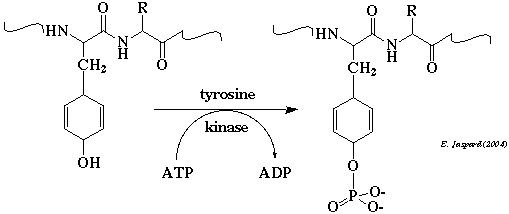 O
R
HN
N
H
O
CH2
OH
tyrosine
kinase
ATP
ADP
O
R
HN
N
H
O
CH2
O
O
P
O-
O-
E. Jaspard (2004)